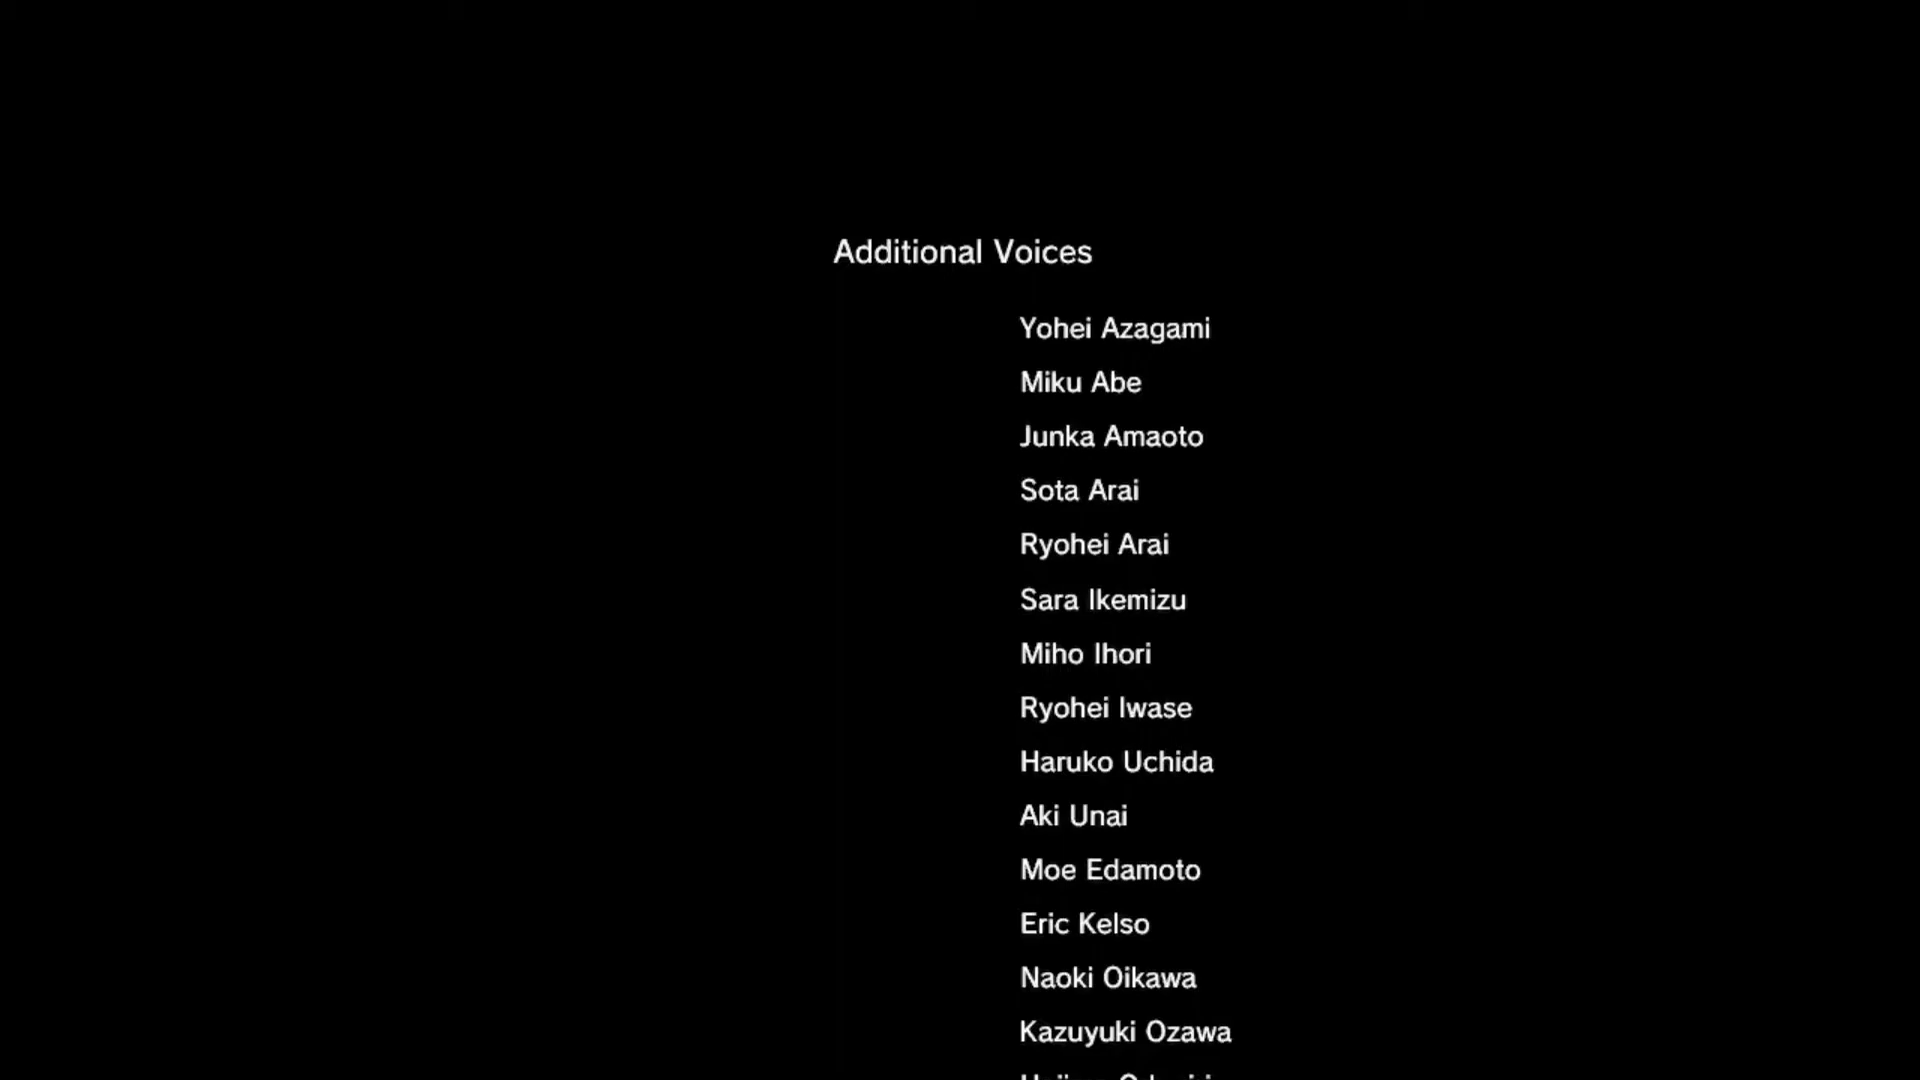 Additional Voices
Yohei Azagami
Miku Abe
Junka Amaoto
Sota Arai
Ryohei Arai
Sara Ikemizu
Miho Ihori
Ryohei Iwase
Haruko Uchida
Aki Unai
Moe Edamoto
Eric Kelso
Naoki Oikawa
Kazuyuki Ozawa